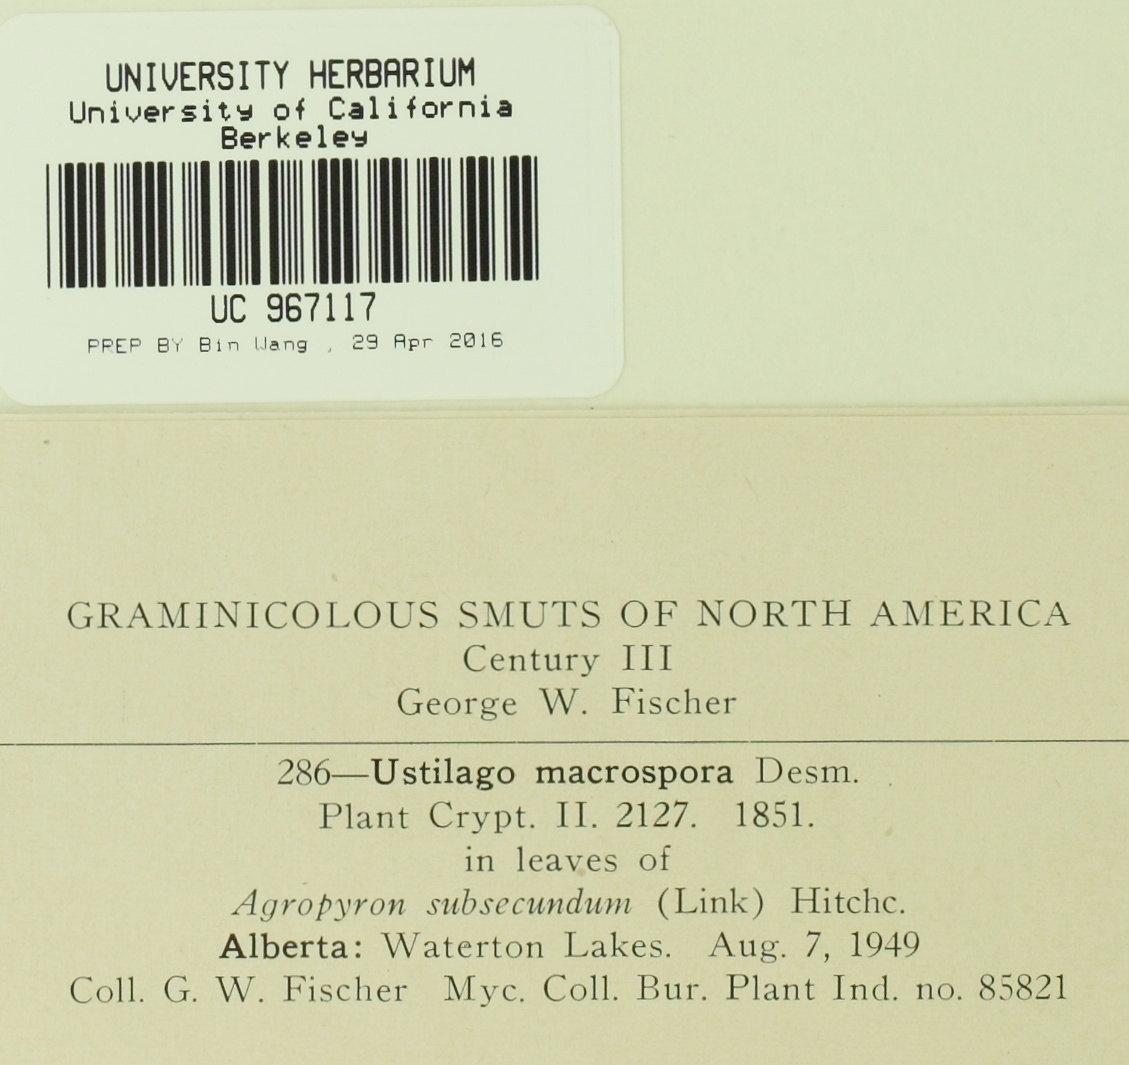 UNIVERSITY HERBARIUM
University of California
Berkeley
UC 967117
PREP BY Bin Wang , 29 Apr 2016
GRAMINICOLOUS SMUTS OF NORTH AMERICA
Century III
George W. Fischer
286—Ustilago macrospora Desm.
Plant Crypt. II. 2127. 1851.
in leaves of
Agropyron subsecundum (Link) Hitchc.
Alberta: Waterton Lakes. Aug. 7, 1949
Coll. G. W. Fischer Myc. Coll. Bur. Plant Ind. no. 85821